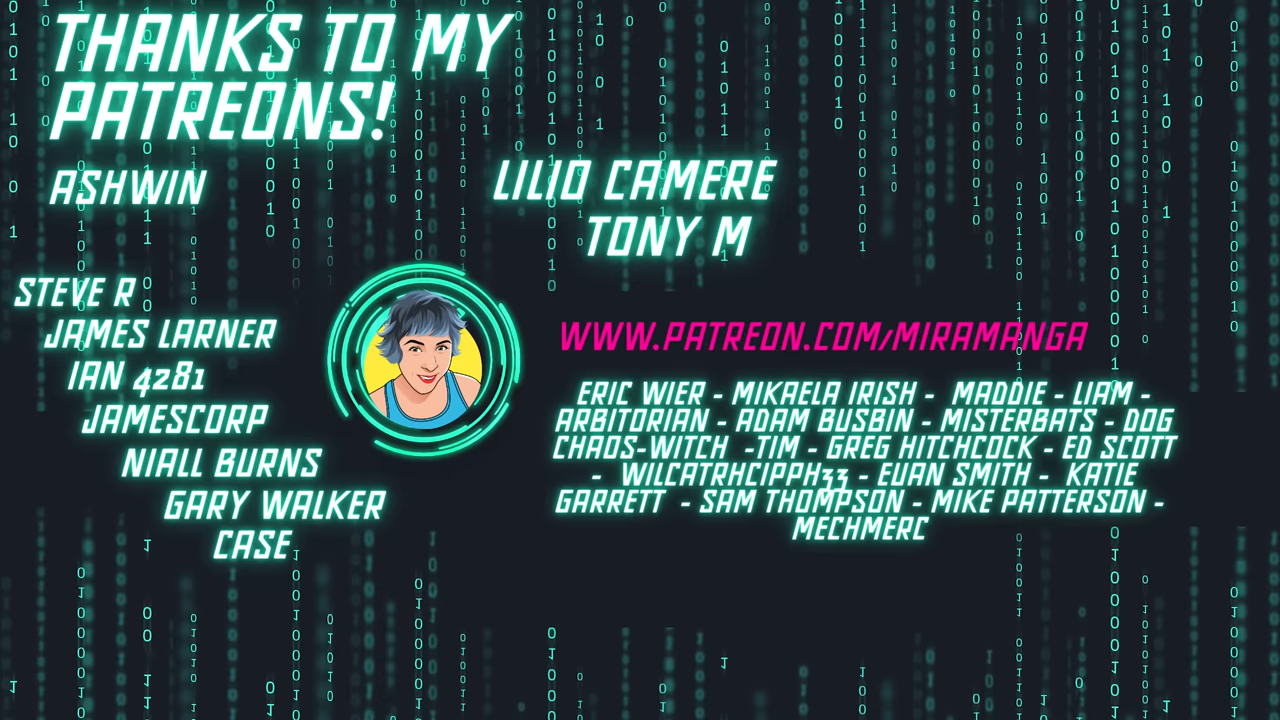 THANKS TO MY
PATREONS!
ASHWIN
LILIO CAMERE
TONY M
STEVE R
JAMES LARNER
IAN 4281
JAMESCORP
NIALL BURNS
GARY WALKER
CASE
WWW.PATREON.COM/MIRAMANGA
ERIC WIER - MIKAELA IRISH - MADDIE - LIAM -
ARBITORIAN - ADAM BUSBIN - MISTERBATS - DOG
CHAOS-WITCH -TIM - GREG HITCHCOCK - ED SCOTT
- WILCATRHCIPPH33 - EUAN SMITH - KATIE
GARRETT - SAM THOMPSON - MIKE PATTERSON -
MECHMERC